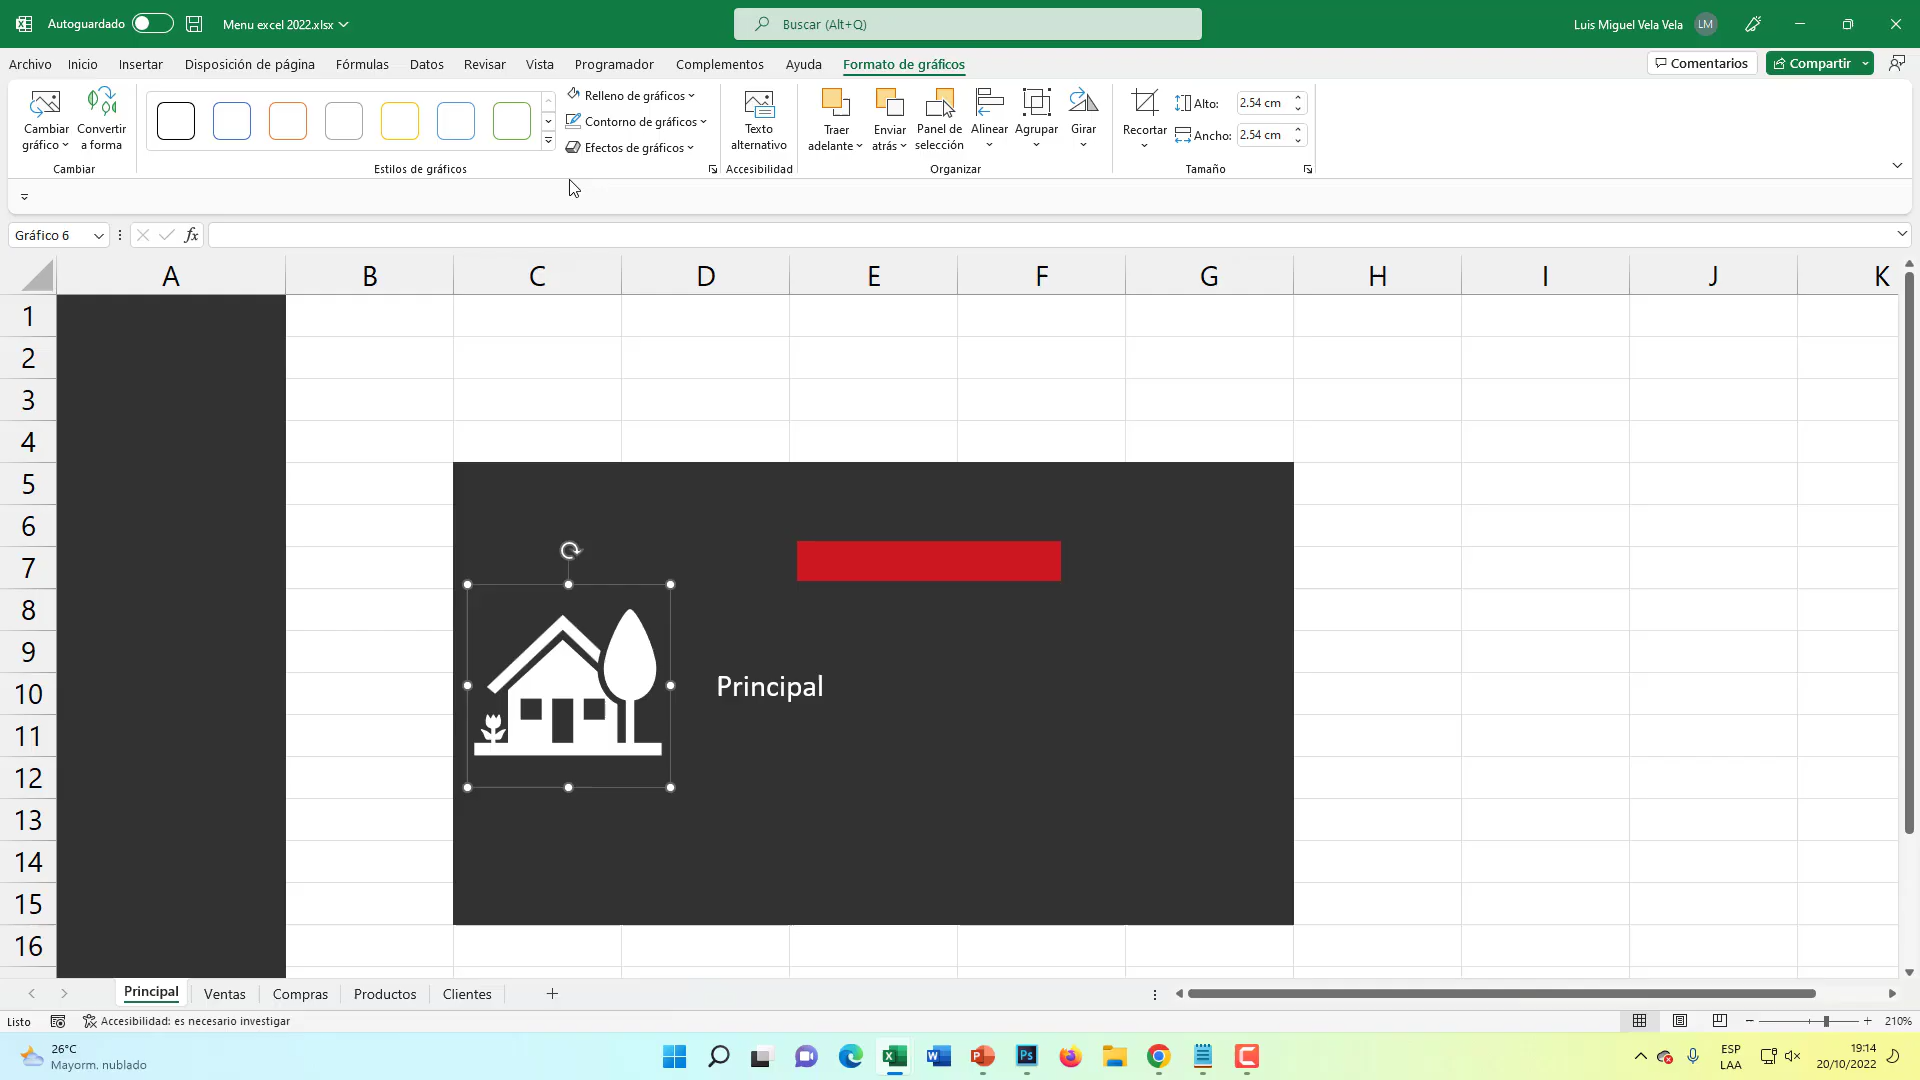 Autoguardado
Menu excel 2022.xlsx
Buscar (Alt+Q)
Luis Miguel Vela Vela
LM
Archivo Inicio Insertar Disposición de página Fórmulas Datos Revisar Vista Programador Complementos Ayuda Formato de gráficos
Comentarios
Compartir
Cambiar gráfico
Convertir a forma
Cambiar
Relleno de gráficos
Contorno de gráficos
Efectos de gráficos
Estilos de gráficos
Texto alternativo
Accesibilidad
Traer adelante
Enviar atrás
Panel de selección
Alinear
Agrupar
Girar
Organizar
Recortar
Alto: 2.54 cm
Ancho: 2.54 cm
Tamaño
Gráfico 6
fx
A B C D E F G H I J K
1
2
3
4
5
6
7
8
9
10
11
12
13
14
15
16
Principal
Principal Ventas Compras Productos Clientes
Listo
Accesibilidad: es necesario investigar
210%
26°C
Mayorm. nublado
ESP
LAA
19:14
20/10/2022